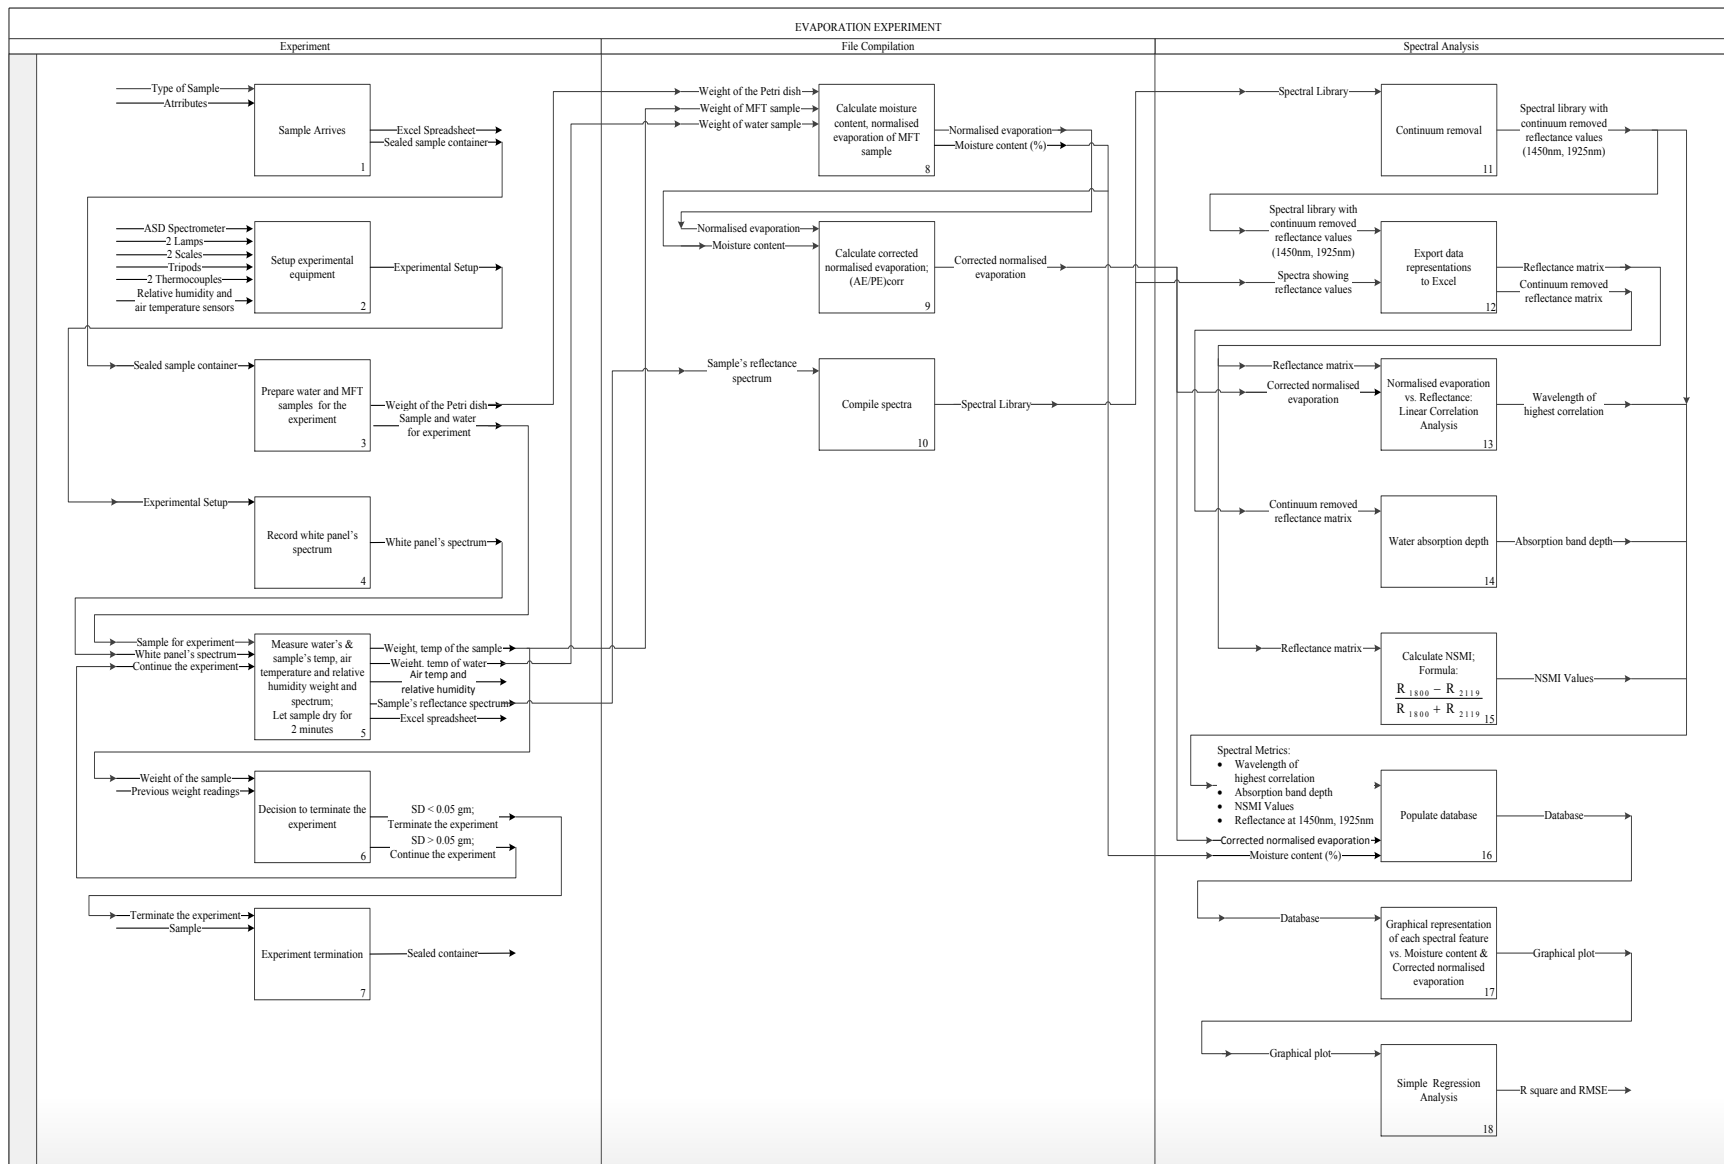 EVAPORATION EXPERIMENT
Experiment
File Compilation
Spectral Analysis
Type of Sample
Atrributes
Sample Arrives
1
Excel Spreadsheet
Sealed sample container
ASD Spectrometer
2 Lamps
2 Scales
Tripods
2 Thermocouples
Relative humidity and
air temperature sensors
Setup experimental
equipment
2
Experimental Setup
Sealed sample container
Prepare water and MFT
samples for the
experiment
3
Weight of the Petri dish
Sample and water
for experiment
Experimental Setup
Record white panel's
spectrum
4
White panel's spectrum
Sample for experiment
White panel's spectrum
Continue the experiment
Measure water's &
sample's temp, air
temperature and relative
humidity weight and
spectrum;
Let sample dry for
2 minutes
5
Weight, temp of the sample
Weight, temp of water
Air temp and
relative humidity
Sample's reflectance spectrum
Excel spreadsheet
Weight of the sample
Previous weight readings
Decision to terminate the
experiment
6
SD < 0.05 gm;
Terminate the experiment
SD > 0.05 gm;
Continue the experiment
Terminate the experiment
Sample
Experiment termination
7
Sealed container
Weight of the Petri dish
Weight of MFT sample
Weight of water sample
Calculate moisture
content, normalised
evaporation of MFT
sample
8
Normalised evaporation
Moisture content (%)
Normalised evaporation
Moisture content
Calculate corrected
normalised evaporation;
(AE/PE)corr
9
Corrected normalised
evaporation
Sample's reflectance
spectrum
Compile spectra
10
Spectral Library
Spectral Library
Continuum removal
11
Spectral library with
continuum removed
reflectance values
(1450nm, 1925nm)
Spectral library with
continuum removed
reflectance values
(1450nm, 1925nm)
Spectra showing
reflectance values
Export data
representations
to Excel
12
Reflectance matrix
Continuum removed
reflectance matrix
Reflectance matrix
Corrected normalised
evaporation
Normalised evaporation
vs. Reflectance:
Linear Correlation
Analysis
13
Wavelength of
highest correlation
Continuum removed
reflectance matrix
Water absorption depth
14
Absorption band depth
Reflectance matrix
Calculate NSMI;
Formula:
R 1800 − R 2119
R 1800 + R 2119
15
NSMI Values
Spectral Metrics:
• Wavelength of
highest correlation
• Absorption band depth
• NSMI Values
• Reflectance at 1450nm, 1925nm
Corrected normalised evaporation
Moisture content (%)
Populate database
16
Database
Database
Graphical representation
of each spectral feature
vs. Moisture content &
Corrected normalised
evaporation
17
Graphical plot
Graphical plot
Simple Regression
Analysis
18
R square and RMSE